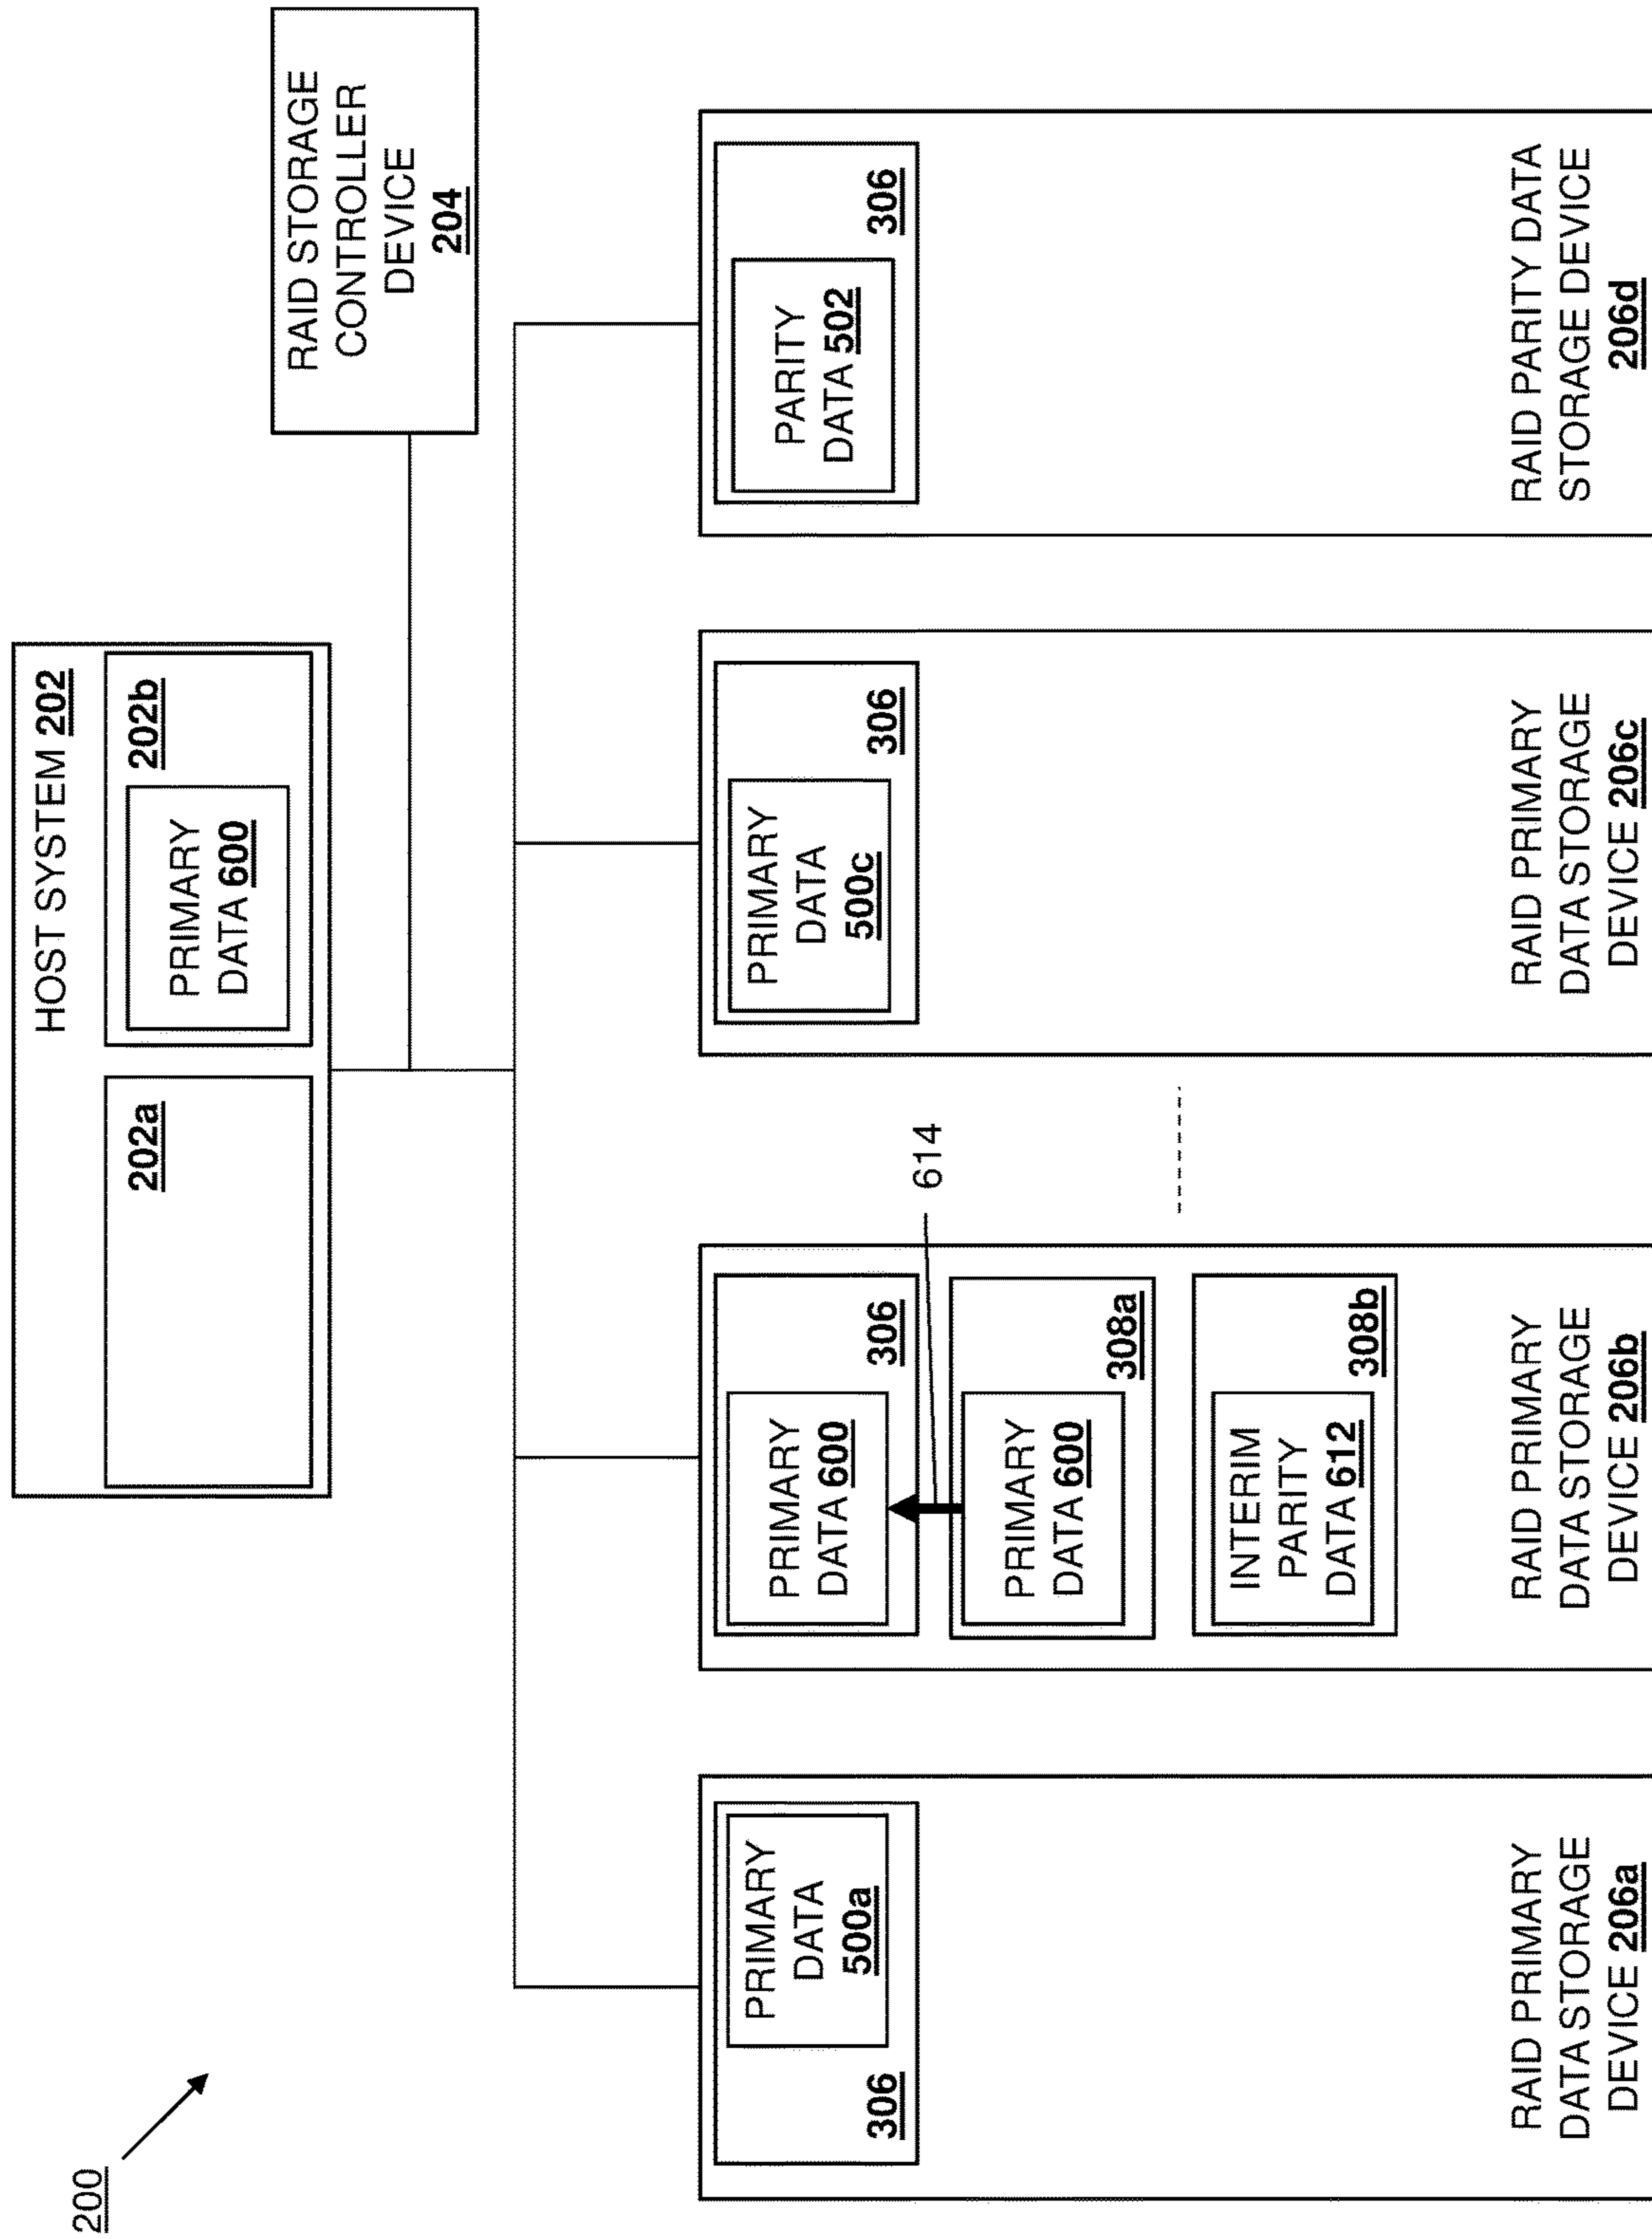 200
HOST SYSTEM 202
202a
202b
PRIMARY
DATA 600
RAID STORAGE
CONTROLLER
DEVICE
204
PRIMARY
DATA
500a
306
RAID PRIMARY
DATA STORAGE
DEVICE 206a
PRIMARY
DATA 600
306
614
PRIMARY
DATA 600
308a
INTERIM
PARITY
DATA 612
308b
RAID PRIMARY
DATA STORAGE
DEVICE 206b
PRIMARY
DATA
500c
306
RAID PRIMARY
DATA STORAGE
DEVICE 206c
PARITY
DATA 502
306
RAID PARITY DATA
STORAGE DEVICE
206d